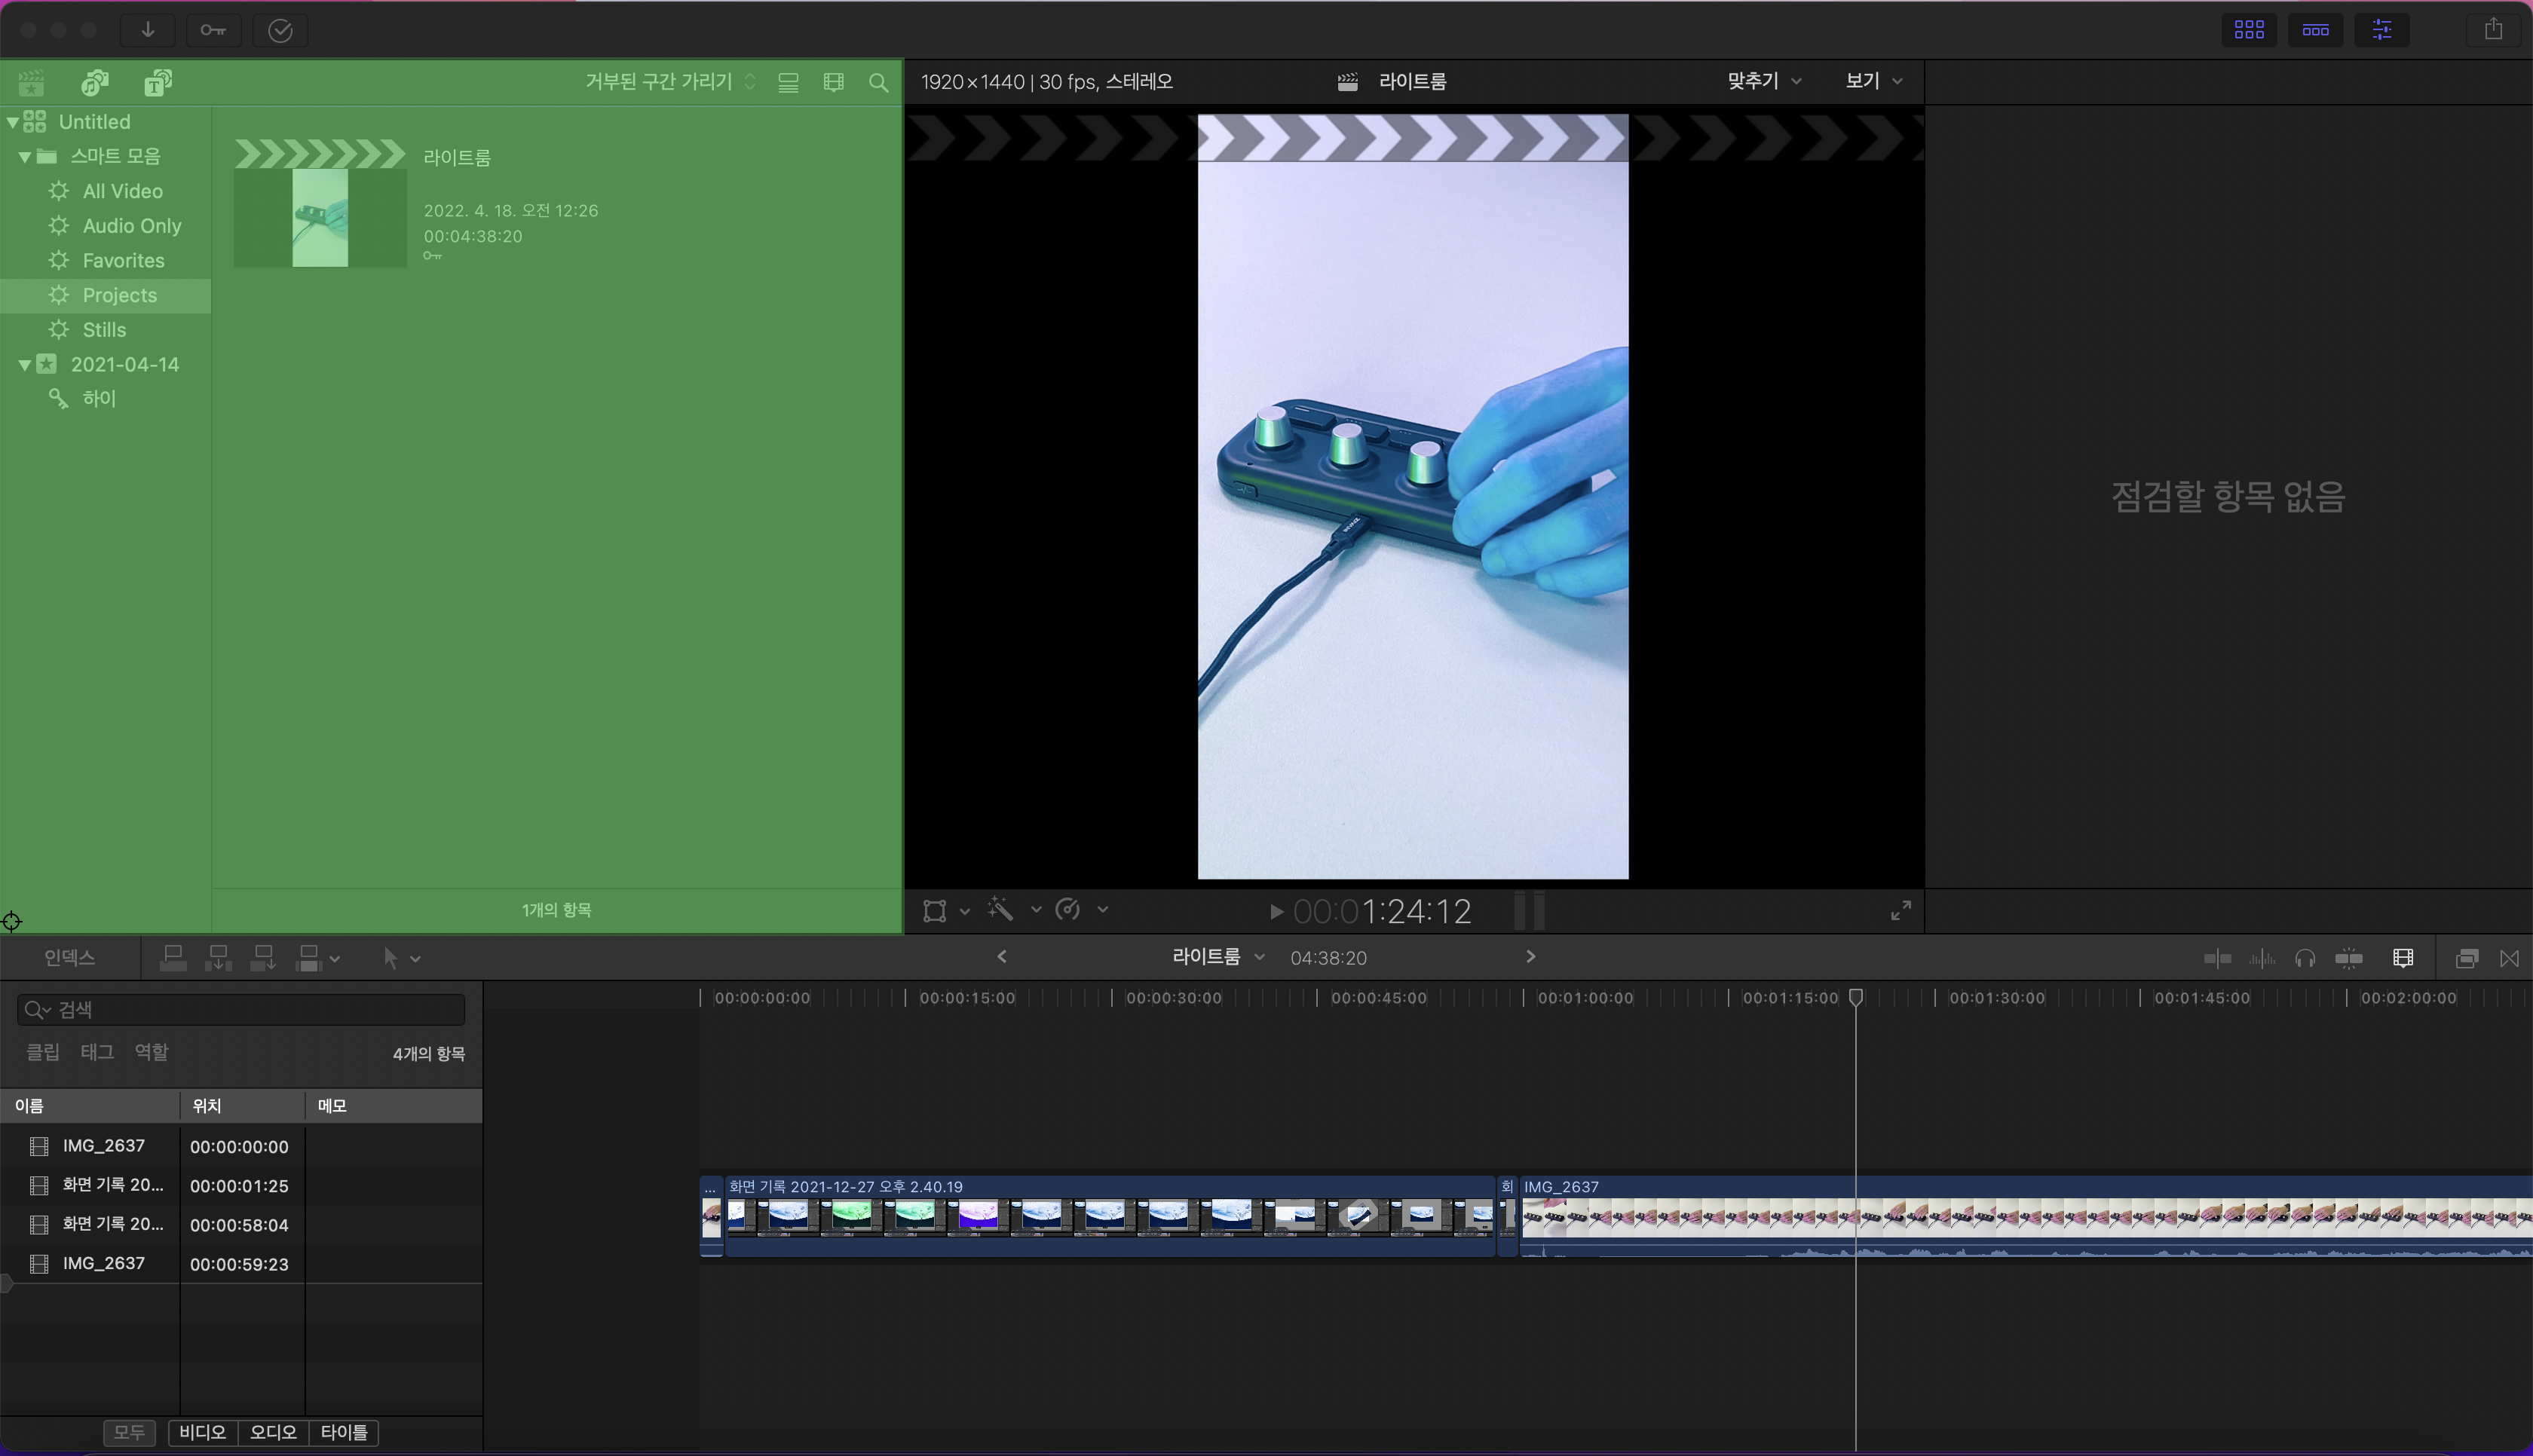 거부된 구간 가리기
1920×1440 | 30 fps, 스테레오
라이트룸
맞추기
보기
Untitled
스마트 모음
All Video
Audio Only
Favorites
Projects
Stills
2021-04-14
하이
라이트룸
2022. 4. 18. 오전 12:26
00:04:38:20
1개의 항목
점검할 항목 없음
00:01:24:12
인덱스
라이트룸
04:38:20
검색
클립 태그 역할
4개의 항목
이름 위치 메모
IMG_2637 00:00:00:00
화면 기록 20... 00:00:01:25
화면 기록 20... 00:00:58:04
IMG_2637 00:00:59:23
모두 비디오 오디오 타이틀
00:00:00:00 00:00:15:00 00:00:30:00 00:00:45:00 00:01:00:00 00:01:15:00 00:01:30:00 00:01:45:00 00:02:00:00
... 화면 기록 2021-12-27 오후 2.40.19 IMG_2637